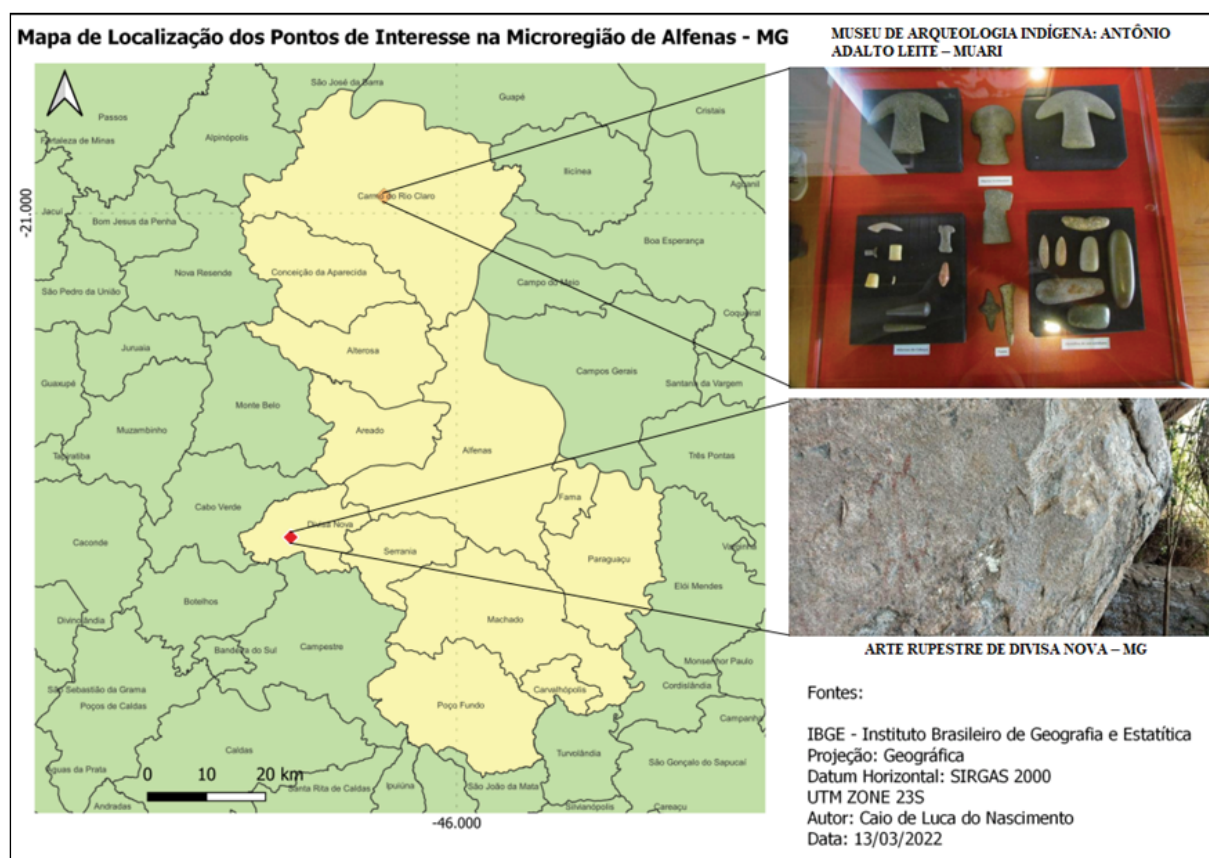 Mapa de Localização dos Pontos de Interesse na Microregião de Alfenas - MG
MUSEU DE ARQUEOLOGIA INDÍGENA: ANTÔNIO
ADALTO LEITE – MUARI
São José da Barra
Guapé
Cristais
Passos
Alpinópolis
Fortaleza de Minas
Ilicínea
Aguanil
Carmo do Rio Claro
-21.000
Jacuí
Bom Jesus da Penha
Boa Esperança
Nova Resende
Conceição da Aparecida
Campo do Meio
São Pedro da União
Coqueiral
Juruaia
Alterosa
Campos Gerais
Santana da Vargem
Guaxupé
Monte Belo
Muzambinho
Areado
Alfenas
Tapiratiba
Três Pontas
Fama
Cabo Verde
Divisa Nova
Caconde
Serrania
Paraguaçu
Varginha
Elói Mendes
Botelhos
Divinolândia
Machado
Bandeira do Sul
Campestre
Monsenhor Paulo
São Sebastião da Grama
Cordislândia
Poços de Caldas
Poço Fundo
Carvalhópolis
Campanha
Caldas
Turvolândia
São Gonçalo do Sapucaí
Águas da Prata
0 10 20 km
Santa Rita de Caldas
Ipuiúna
São João da Mata
Andradas
Silvianópolis
Careaçu
-46.000
ARTE RUPESTRE DE DIVISA NOVA – MG
Fontes:
IBGE - Instituto Brasileiro de Geografia e Estatítica
Projeção: Geográfica
Datum Horizontal: SIRGAS 2000
UTM ZONE 23S
Autor: Caio de Luca do Nascimento
Data: 13/03/2022